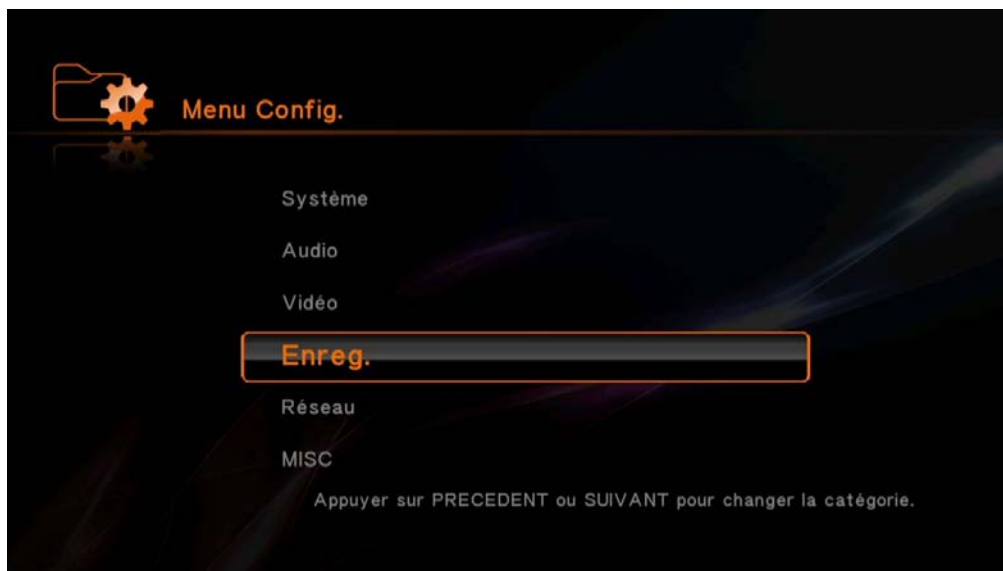 Menu Config.
Système
Audio
Vidéo
Enreg.
Réseau
MISC
Appuyer sur PRECEDENT ou SUIVANT pour changer la catégorie.